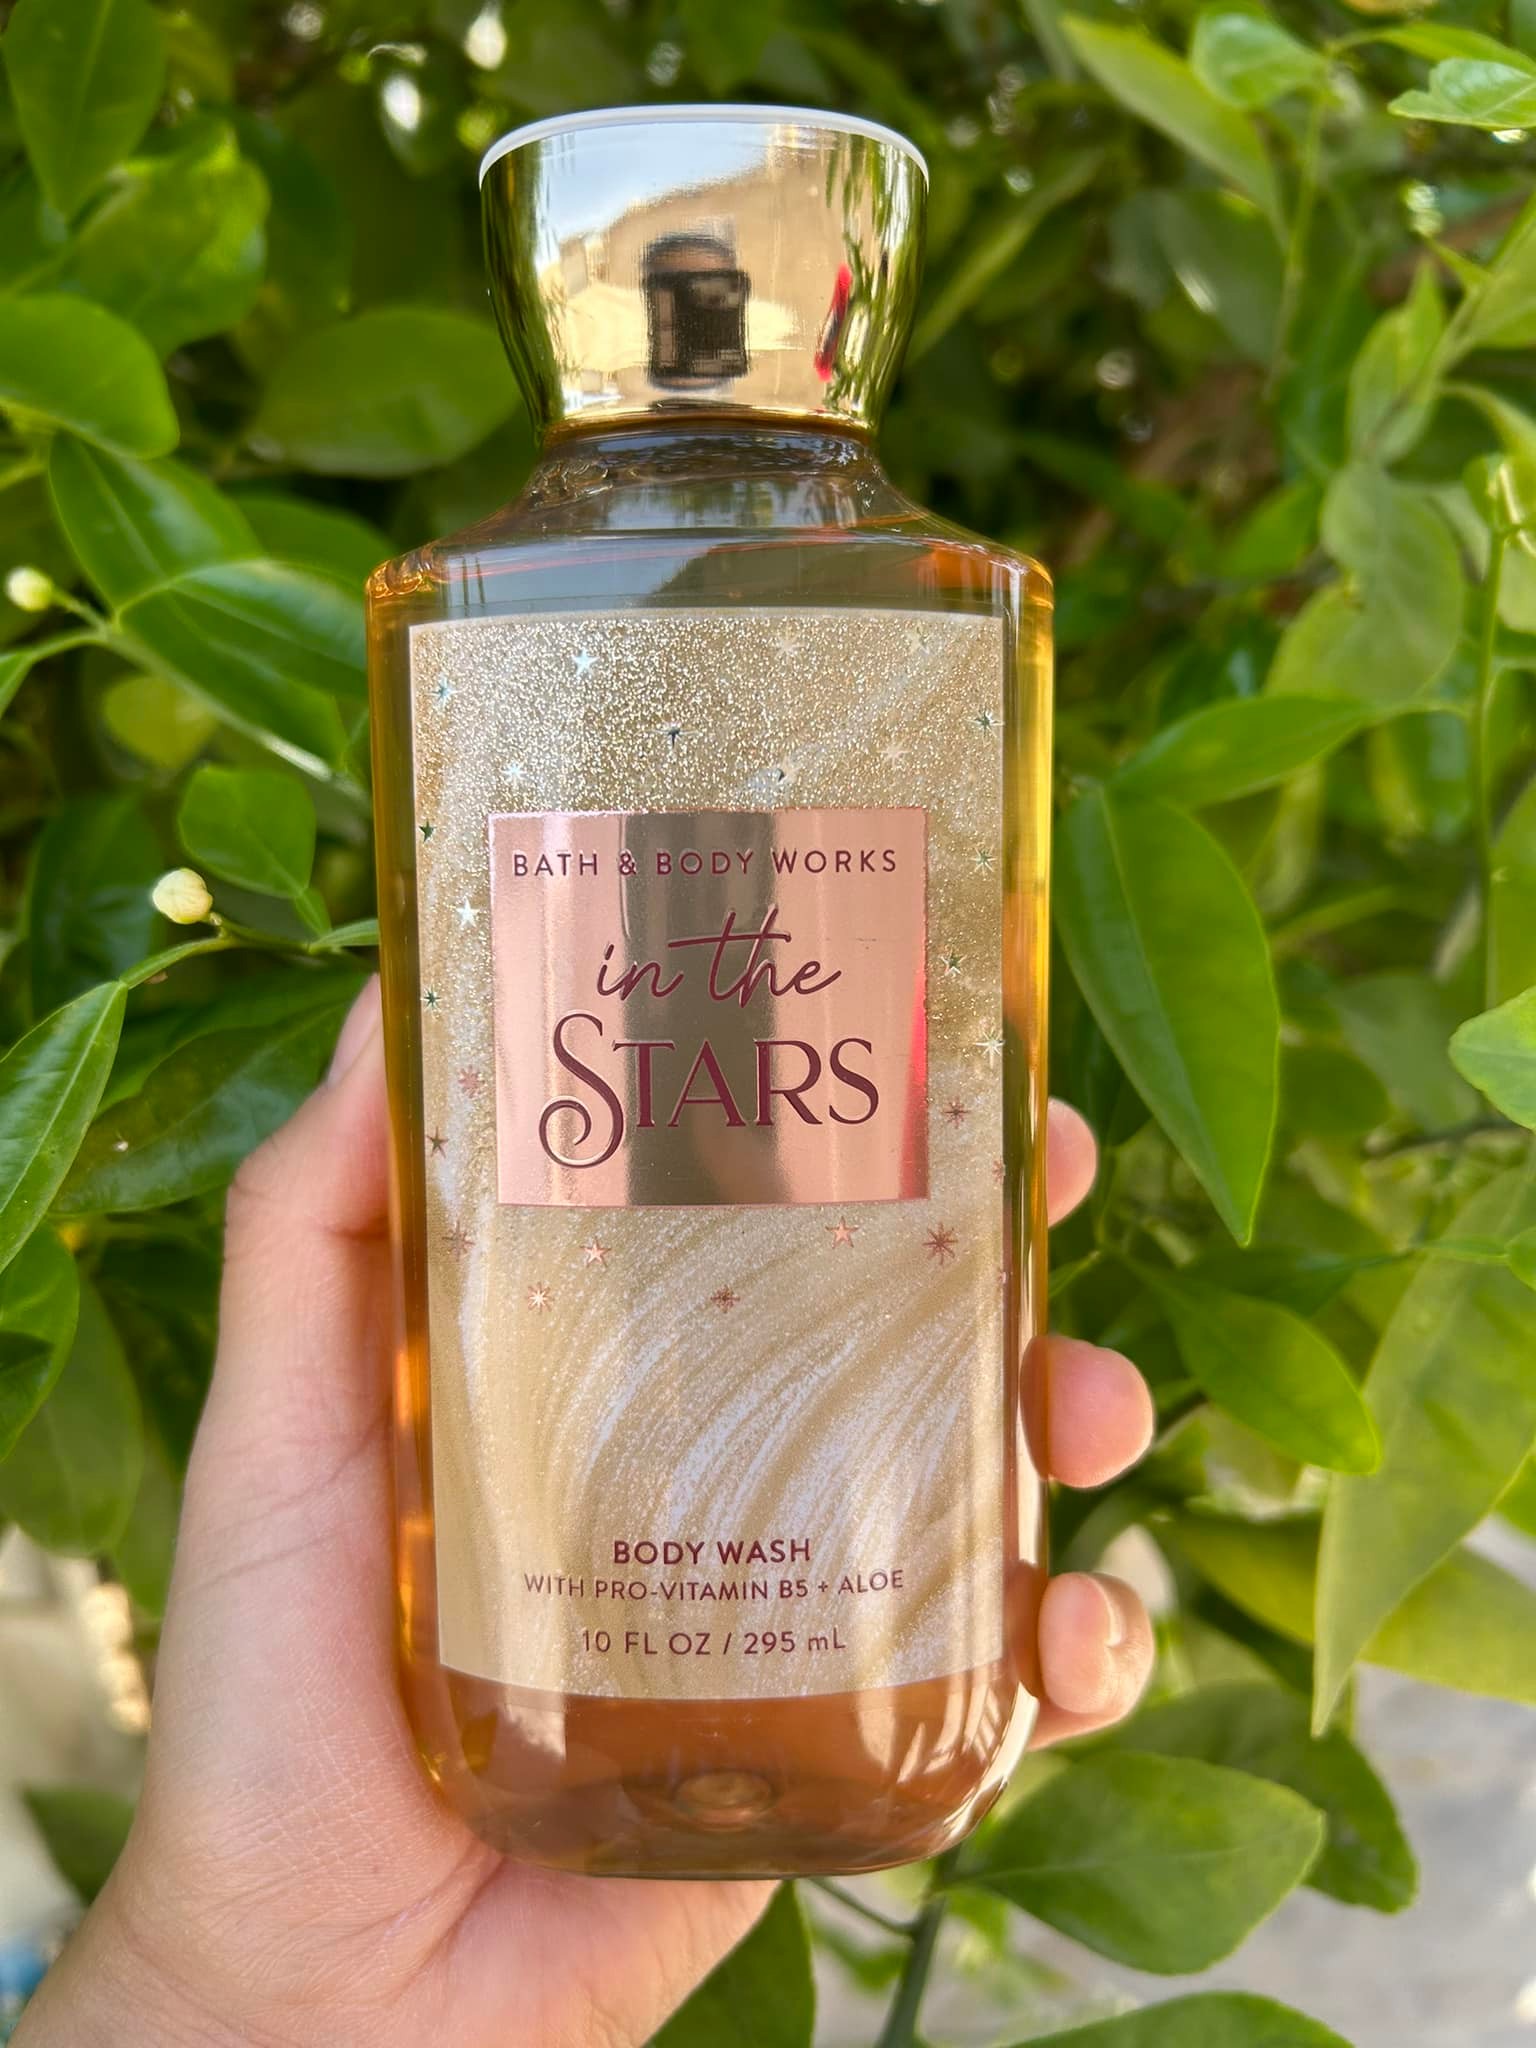 BATH & BODY WORKS
in the
STARS
BODY WASH
WITH PRO-VITAMIN B5 + ALOE
10 FL OZ / 295 mL